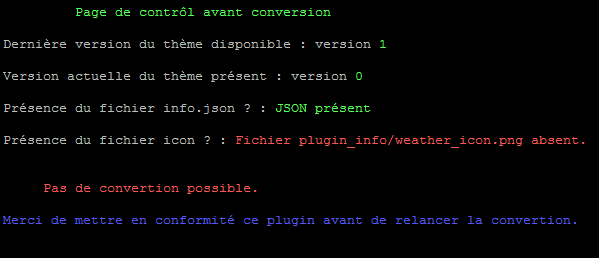 Page de contrôl avant conversion
Dernière version du thème disponible : version 1
Version actuelle du thème présent : version 0
Présence du fichier info.json ? : JSON présent
Présence du fichier icon ? : Fichier plugin_info/weather_icon.png absent.
Pas de convertion possible.
Merci de mettre en conformité ce plugin avant de relancer la convertion.